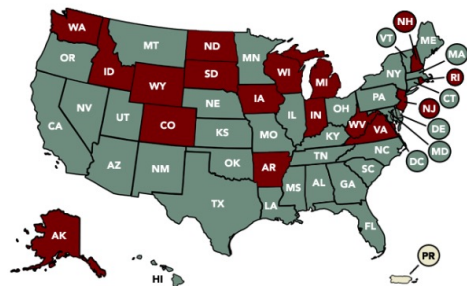 WA
NH
VT
ME
MT
ND
MN
OR
MA
ID
SD
WI
NY
RI
WY
MI
CT
IA
PA
NJ
NE
NV
OH
IL
IN
DE
UT
CO
WV
VA
MD
CA
KS
MO
KY
NC
DC
TN
AZ
NM
OK
AR
SC
MS
AL
GA
TX
LA
FL
AK
HI
PR